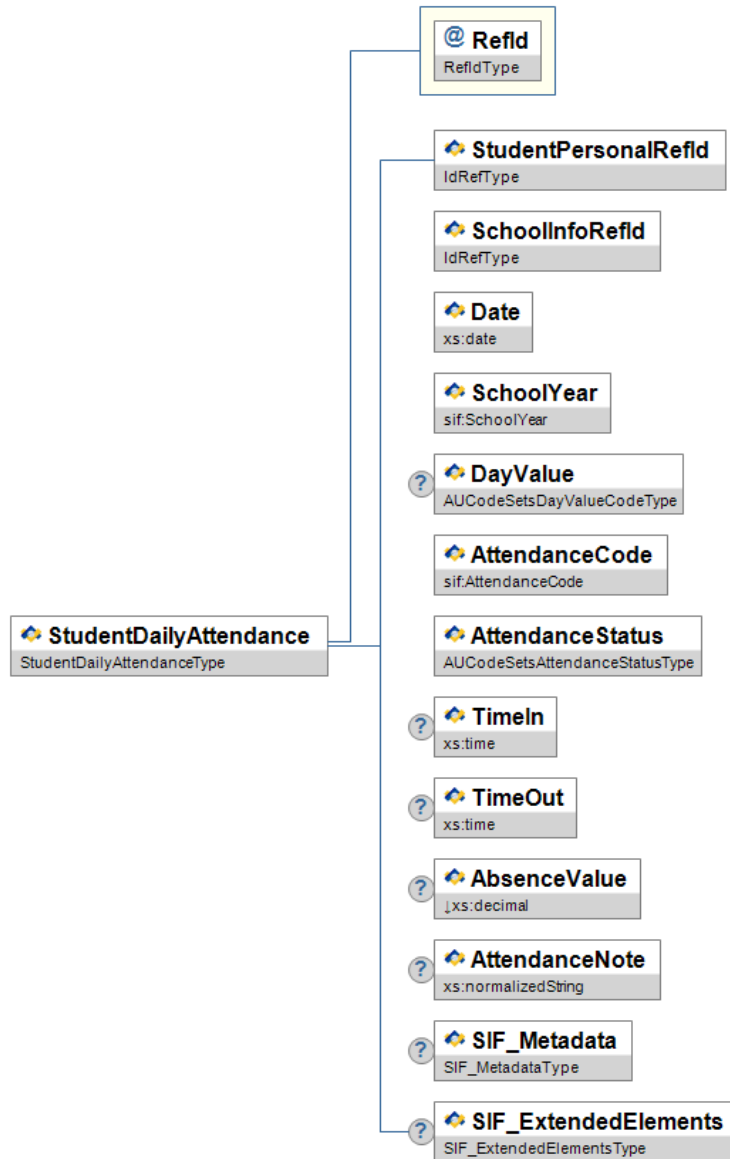 @ RefId
RefIdType
StudentPersonalRefId
IdRefType
SchoolInfoRefId
IdRefType
Date
xs:date
SchoolYear
sif:SchoolYear
? DayValue
AUCodeSetsDayValueCodeType
AttendanceCode
sif:AttendanceCode
StudentDailyAttendance
StudentDailyAttendanceType
AttendanceStatus
AUCodeSetsAttendanceStatusType
? TimeIn
xs:time
? TimeOut
xs:time
? AbsenceValue
↓xs:decimal
? AttendanceNote
xs:normalizedString
? SIF_Metadata
SIF_MetadataType
? SIF_ExtendedElements
SIF_ExtendedElementsType